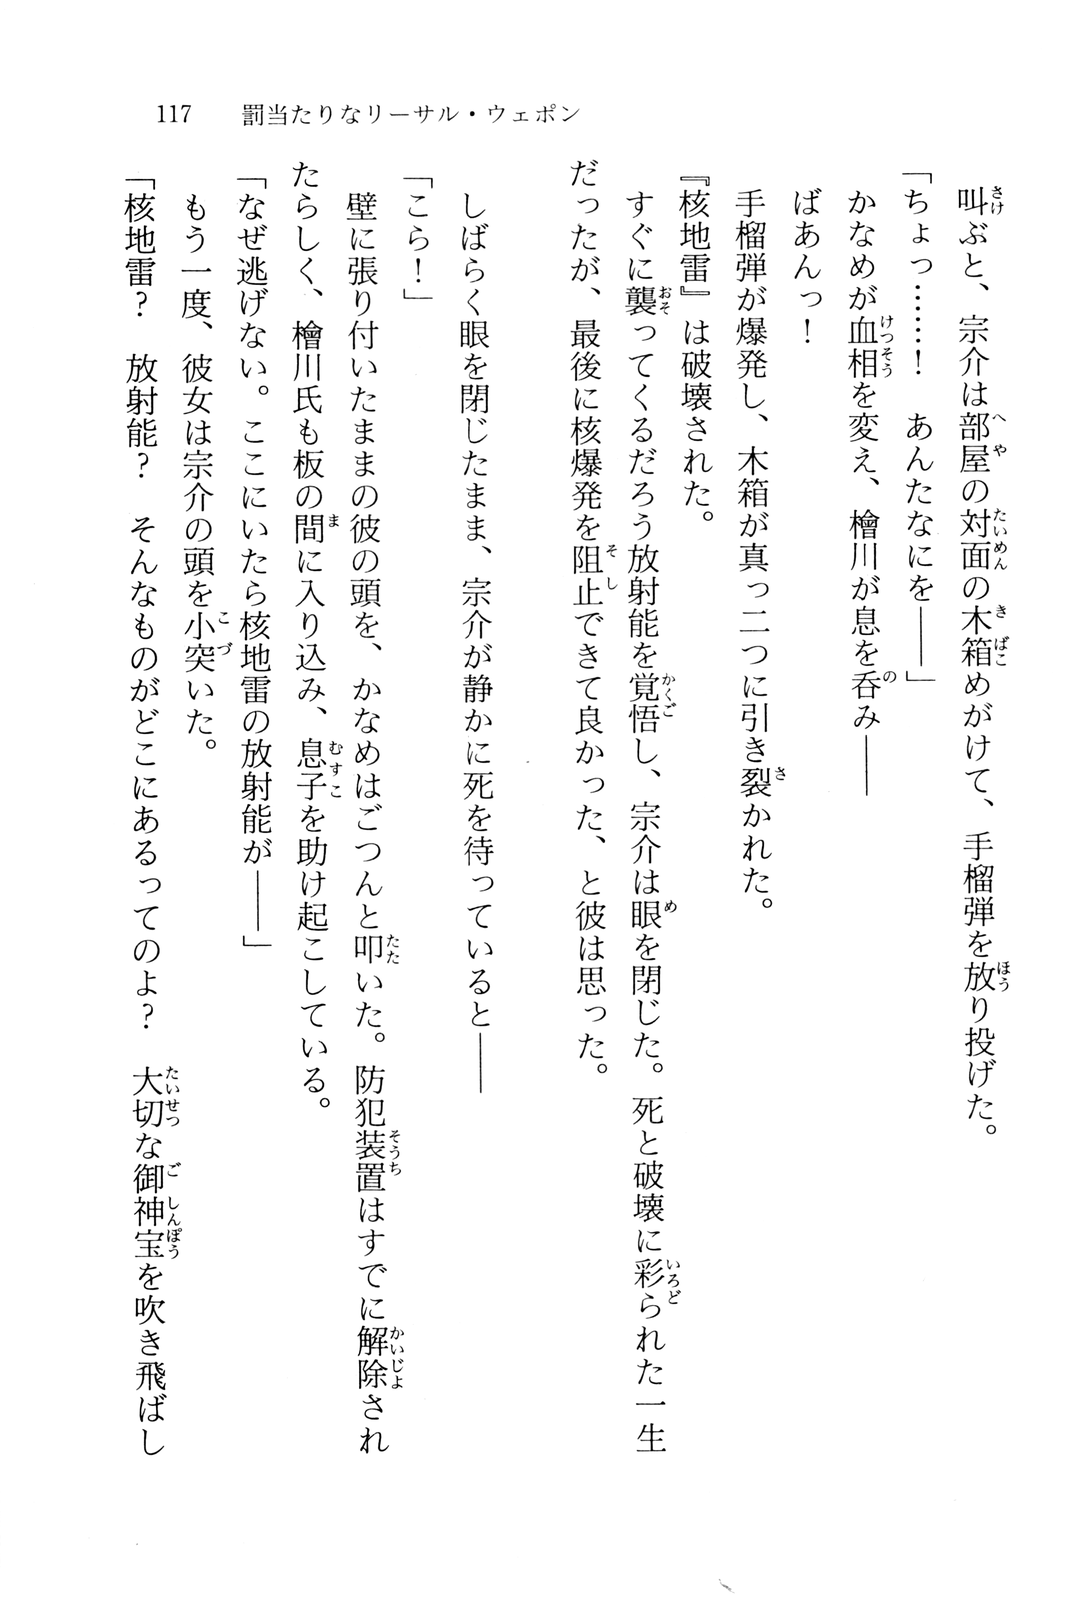 117　罰当たりなリーサル・ウェポン
叫ぶと、宗介は部屋の対面の木箱めがけて、手榴弾を放り投げた。
「ちょっ……！　あんたなにを――」
かなめが血相を変え、檜川が息を呑み――
ばあんっ！
手榴弾が爆発し、木箱が真っ二つに引き裂かれた。
『核地雷』は破壊された。
すぐに襲ってくるだろう放射能を覚悟し、宗介は眼を閉じた。死と破壊に彩られた一生
だったが、最後に核爆発を阻止できて良かった、と彼は思った。
しばらく眼を閉じたまま、宗介が静かに死を待っていると――
「こら！」
壁に張り付いたままの彼の頭を、かなめはごつんと叩いた。防犯装置はすでに解除され
たらしく、檜川氏も板の間に入り込み、息子を助け起こしている。
「なぜ逃げない。ここにいたら核地雷の放射能が――」
もう一度、彼女は宗介の頭を小突いた。
「核地雷？　放射能？　そんなものがどこにあるってのよ？　大切な御神宝を吹き飛ばし